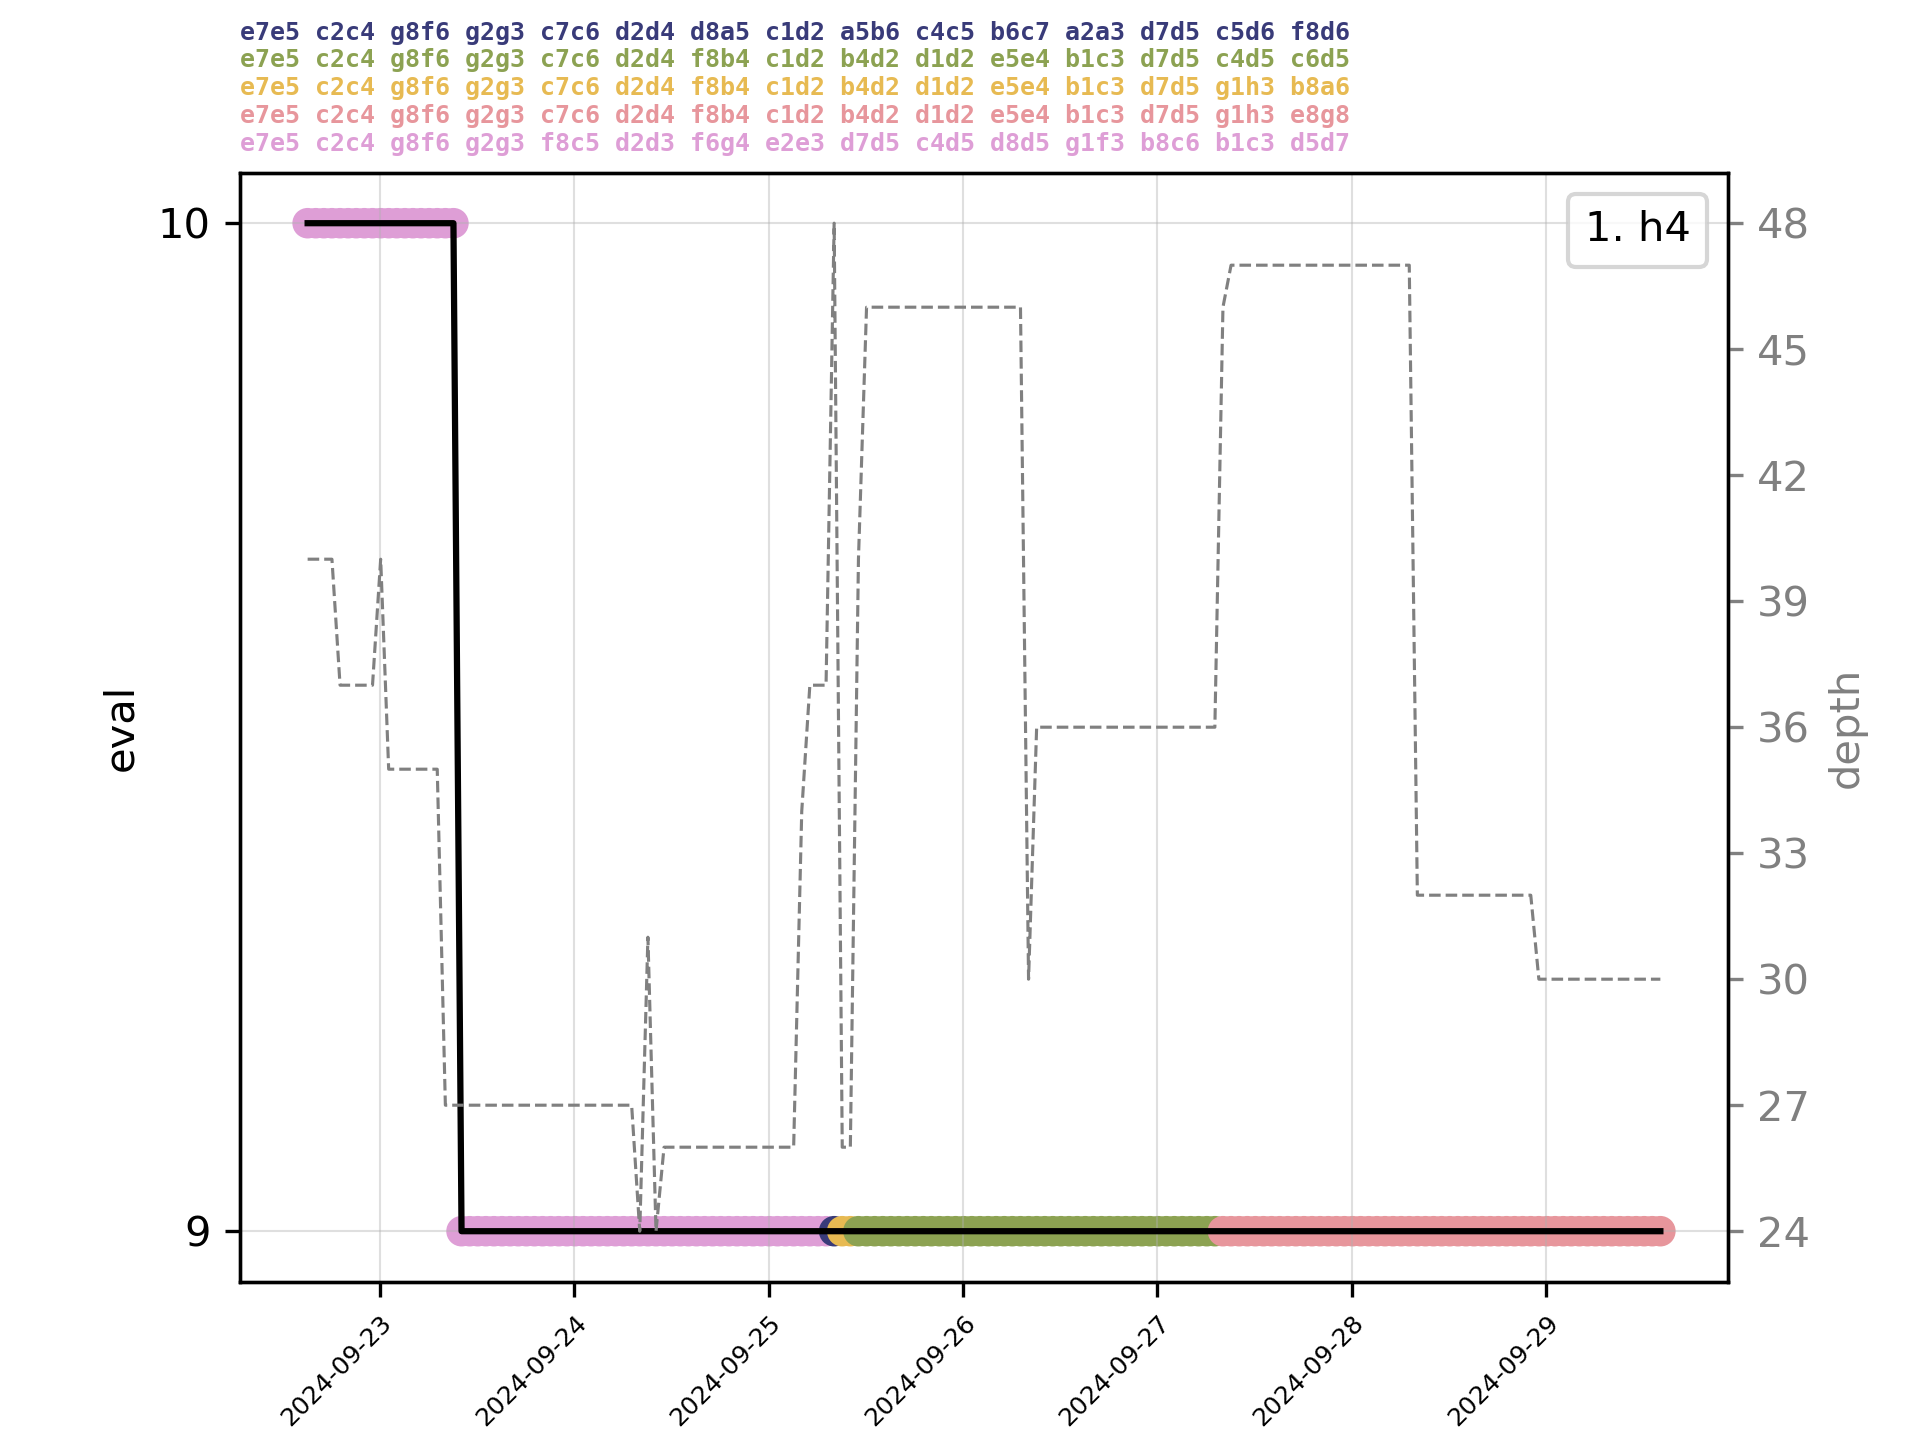 e7e5 c2c4 g8f6 g2g3 c7c6 d2d4 d8a5 c1d2 a5b6 c4c5 b6c7 a2a3 d7d5 c5d6 f8d6
e7e5 c2c4 g8f6 g2g3 c7c6 d2d4 f8b4 c1d2 b4d2 d1d2 e5e4 b1c3 d7d5 c4d5 c6d5
e7e5 c2c4 g8f6 g2g3 c7c6 d2d4 f8b4 c1d2 b4d2 d1d2 e5e4 b1c3 d7d5 g1h3 b8a6
e7e5 c2c4 g8f6 g2g3 c7c6 d2d4 f8b4 c1d2 b4d2 d1d2 e5e4 b1c3 d7d5 g1h3 e8g8
e7e5 c2c4 g8f6 g2g3 f8c5 d2d3 f6g4 e2e3 d7d5 c4d5 d8d5 g1f3 b8c6 b1c3 d5d7
1. h4
10
9
eval
48
45
42
39
36
33
30
27
24
depth
2024-09-23
2024-09-24
2024-09-25
2024-09-26
2024-09-27
2024-09-28
2024-09-29